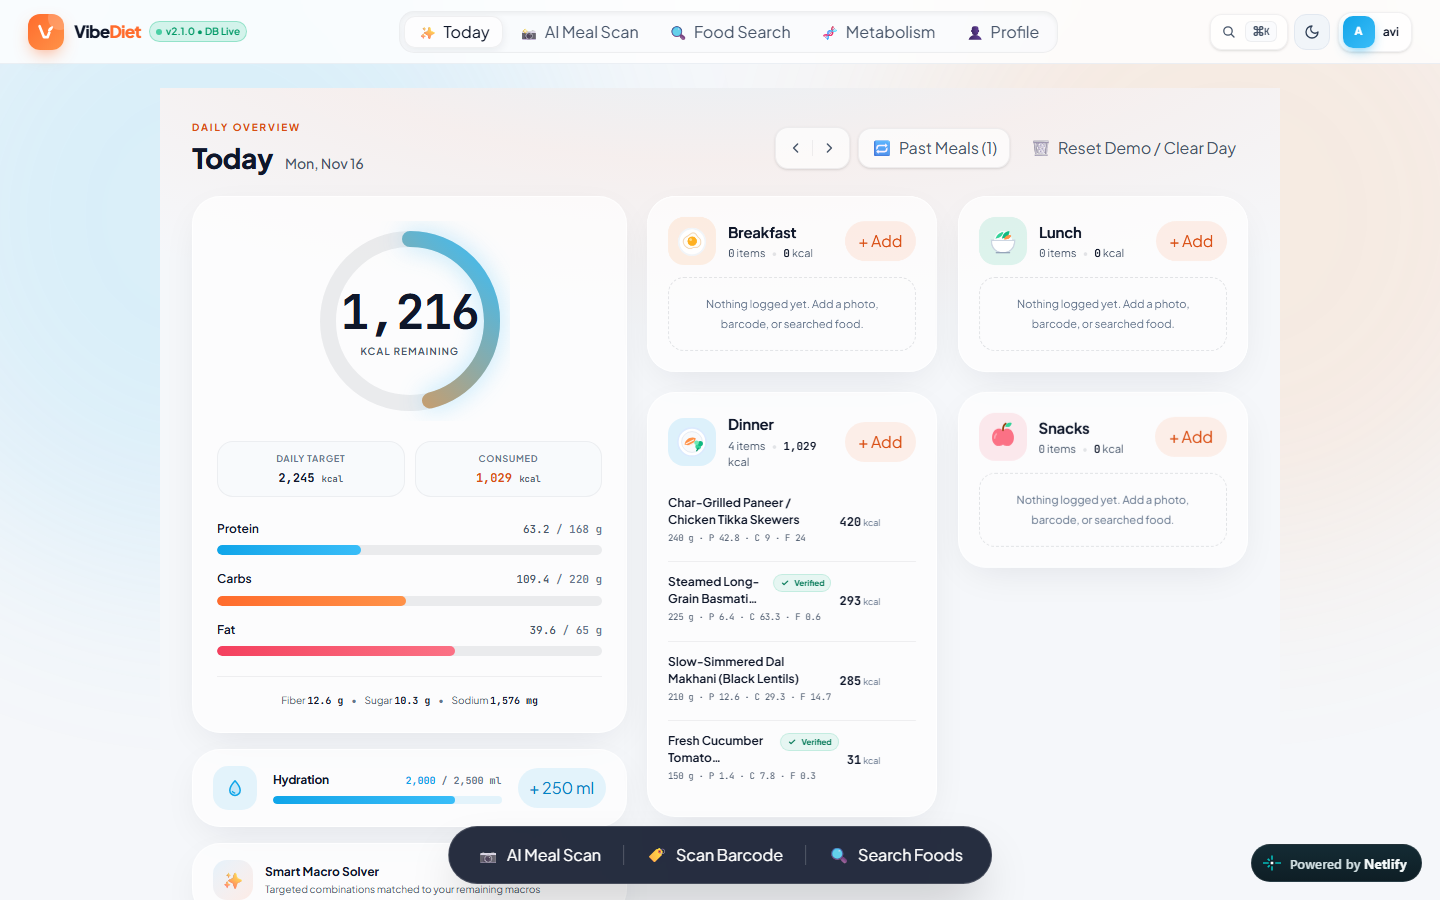 VibeDiet
v2.1.0 • DB Live
Today
AI Meal Scan
Food Search
Metabolism
Profile
⌘K
A
avi
DAILY OVERVIEW
Today Mon, Nov 16
Past Meals (1)
Reset Demo / Clear Day
1,216
KCAL REMAINING
DAILY TARGET
2,245 kcal
CONSUMED
1,029 kcal
Protein 63.2 / 168 g
Carbs 109.4 / 220 g
Fat 39.6 / 65 g
Fiber 12.6 g • Sugar 10.3 g • Sodium 1,576 mg
Hydration 2,000 / 2,500 ml
+ 250 ml
Smart Macro Solver
Targeted combinations matched to your remaining macros
Breakfast
0 items • 0 kcal
+ Add
Nothing logged yet. Add a photo,
barcode, or searched food.
Lunch
0 items • 0 kcal
+ Add
Nothing logged yet. Add a photo,
barcode, or searched food.
Dinner
4 items • 1,029
kcal
+ Add
Char-Grilled Paneer /
Chicken Tikka Skewers
240 g · P 42.8 · C 9 · F 24
420 kcal
Steamed Long-
Grain Basmati…
✓ Verified
225 g · P 6.4 · C 63.3 · F 0.6
293 kcal
Slow-Simmered Dal
Makhani (Black Lentils)
210 g · P 12.6 · C 29.3 · F 14.7
285 kcal
Fresh Cucumber
Tomato…
✓ Verified
150 g · P 1.4 · C 7.8 · F 0.3
31 kcal
Snacks
0 items • 0 kcal
+ Add
Nothing logged yet. Add a photo,
barcode, or searched food.
AI Meal Scan
Scan Barcode
Search Foods
Powered by Netlify